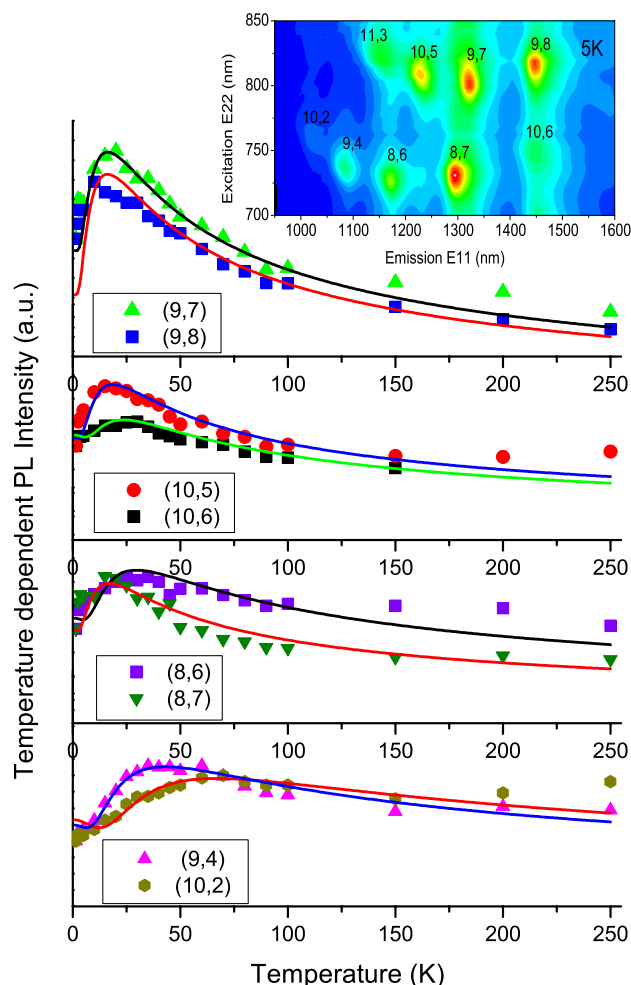 850
800
750
700
Excitation E22 (nm)
11,3
10,5
9,7
9,8
5K
10,2
9,4
8,6
8,7
10,6
1000 1100 1200 1300 1400 1500 1600
Emission E11 (nm)
Temperature dependent PL Intensity (a.u.)
(9,7)
(9,8)
0 50 100 150 200 250
(10,5)
(10,6)
0 50 100 150 200 250
(8,6)
(8,7)
0 50 100 150 200 250
(9,4)
(10,2)
0 50 100 150 200 250
Temperature (K)